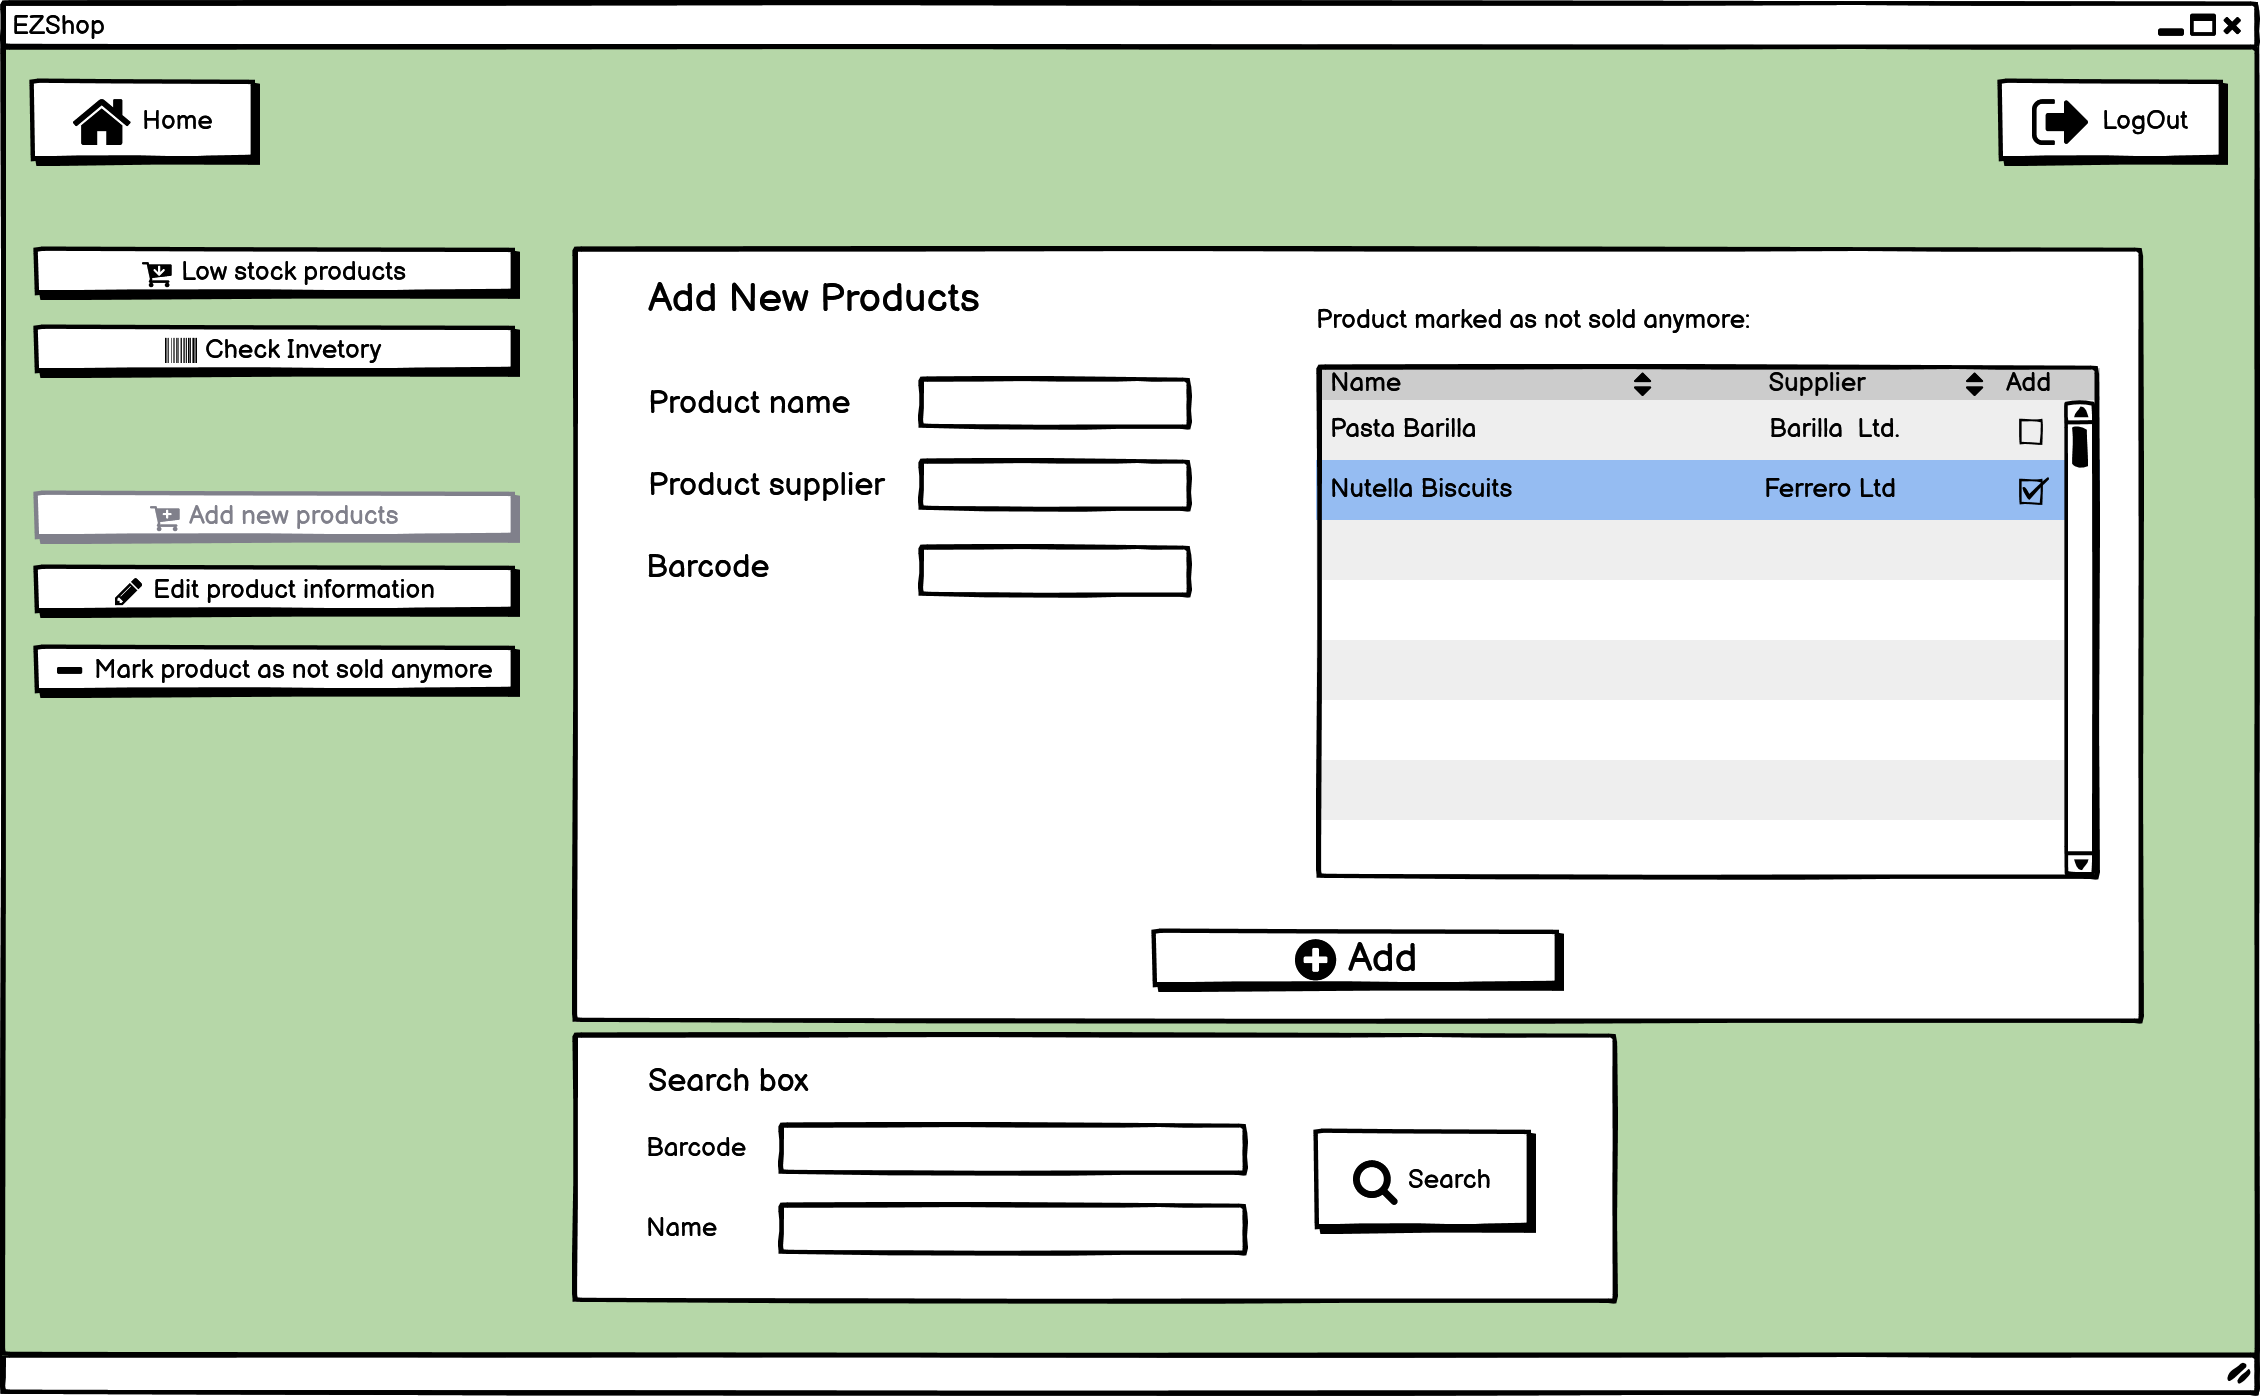 EZShop
Home
LogOut
Low stock products
Check Invetory
Add new products
Edit product information
Mark product as not sold anymore
Add New Products
Product name
Product supplier
Barcode
Product marked as not sold anymore:
Name Supplier Add
Pasta Barilla Barilla Ltd.
Nutella Biscuits Ferrero Ltd
Add
Search box
Barcode
Name
Search